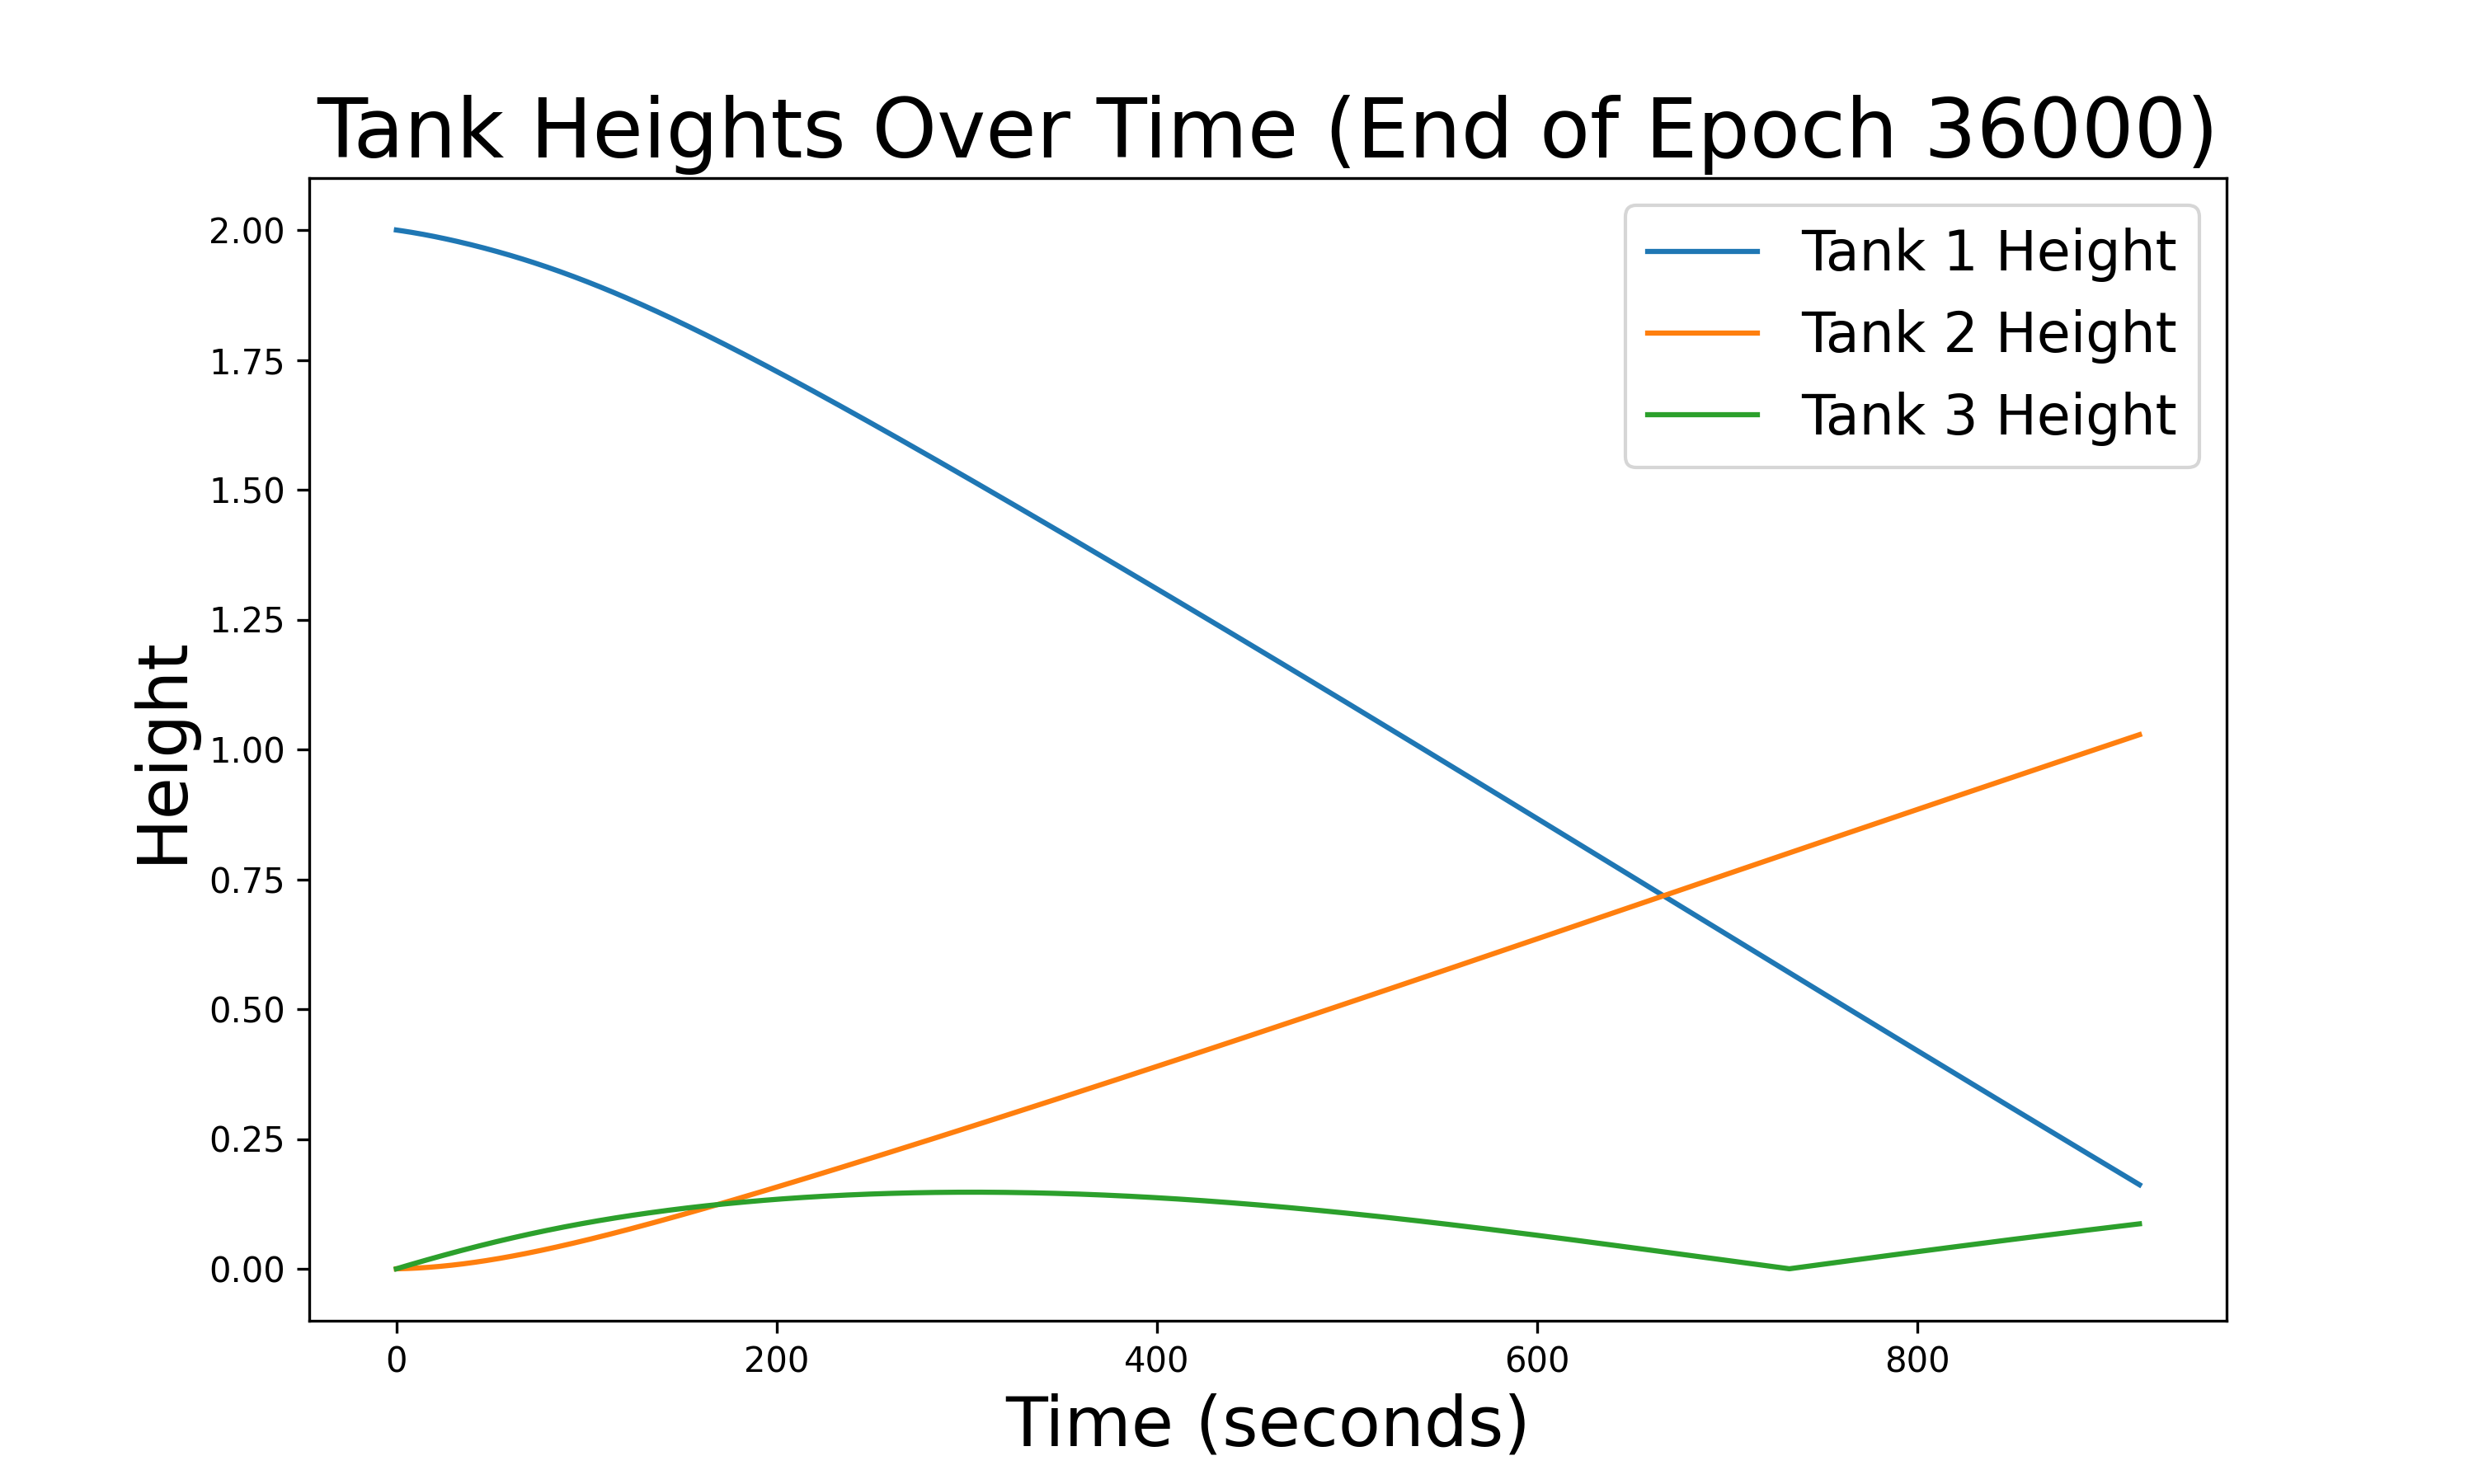 Tank Heights Over Time (End of Epoch 36000)
Tank 1 Height
Tank 2 Height
Tank 3 Height
Height
2.00
1.75
1.50
1.25
1.00
0.75
0.50
0.25
0.00
0 200 400 600 800
Time (seconds)